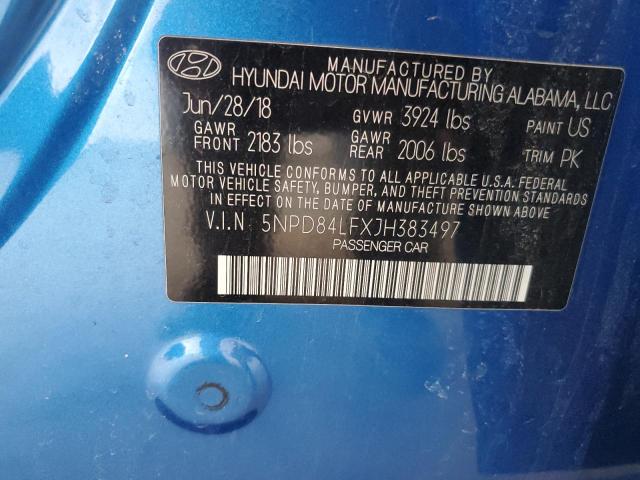 MANUFACTURED BY
HYUNDAI MOTOR MANUFACTURING ALABAMA, LLC
Jun/28/18 GVWR 3924 lbs PAINT US
GAWR FRONT 2183 lbs GAWR REAR 2006 lbs TRIM PK
THIS VEHICLE CONFORMS TO ALL APPLICABLE U.S.A. FEDERAL
MOTOR VEHICLE SAFETY, BUMPER, AND THEFT PREVENTION STANDARDS
IN EFFECT ON THE DATE OF MANUFACTURE SHOWN ABOVE.
V.I.N 5NPD84LFXJH383497
PASSENGER CAR